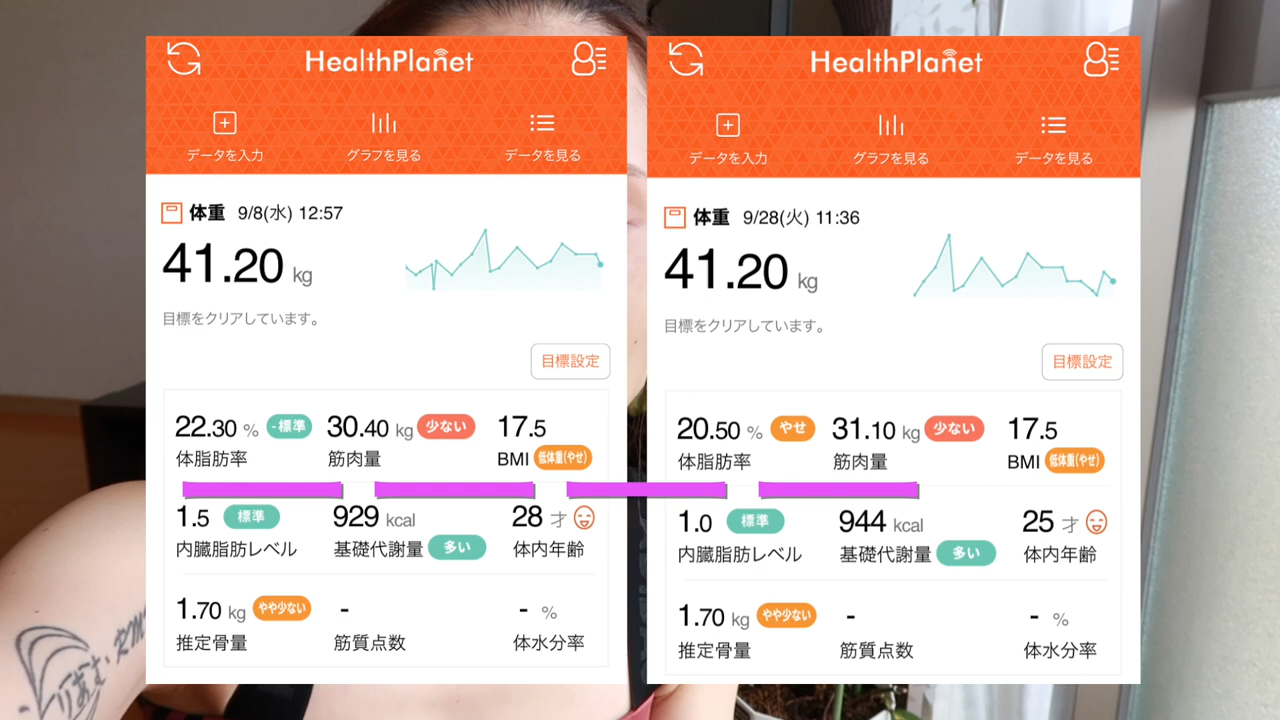 HealthPlanet
データを入力 グラフを見る データを見る
体重 9/8(水) 12:57
41.20 kg
目標をクリアしています。
目標設定
22.30 % -標準 30.40 kg 少ない 17.5
体脂肪率 筋肉量 BMI 低体重(やせ)
1.5 標準 929 kcal 28 才
内臓脂肪レベル 基礎代謝量 多い 体内年齢
1.70 kg やや少ない - - %
推定骨量 筋質点数 体水分率
HealthPlanet
データを入力 グラフを見る データを見る
体重 9/28(火) 11:36
41.20 kg
目標をクリアしています。
目標設定
20.50 % やせ 31.10 kg 少ない 17.5
体脂肪率 筋肉量 BMI 低体重(やせ)
1.0 標準 944 kcal 25 才
内臓脂肪レベル 基礎代謝量 多い 体内年齢
1.70 kg やや少ない - - %
推定骨量 筋質点数 体水分率